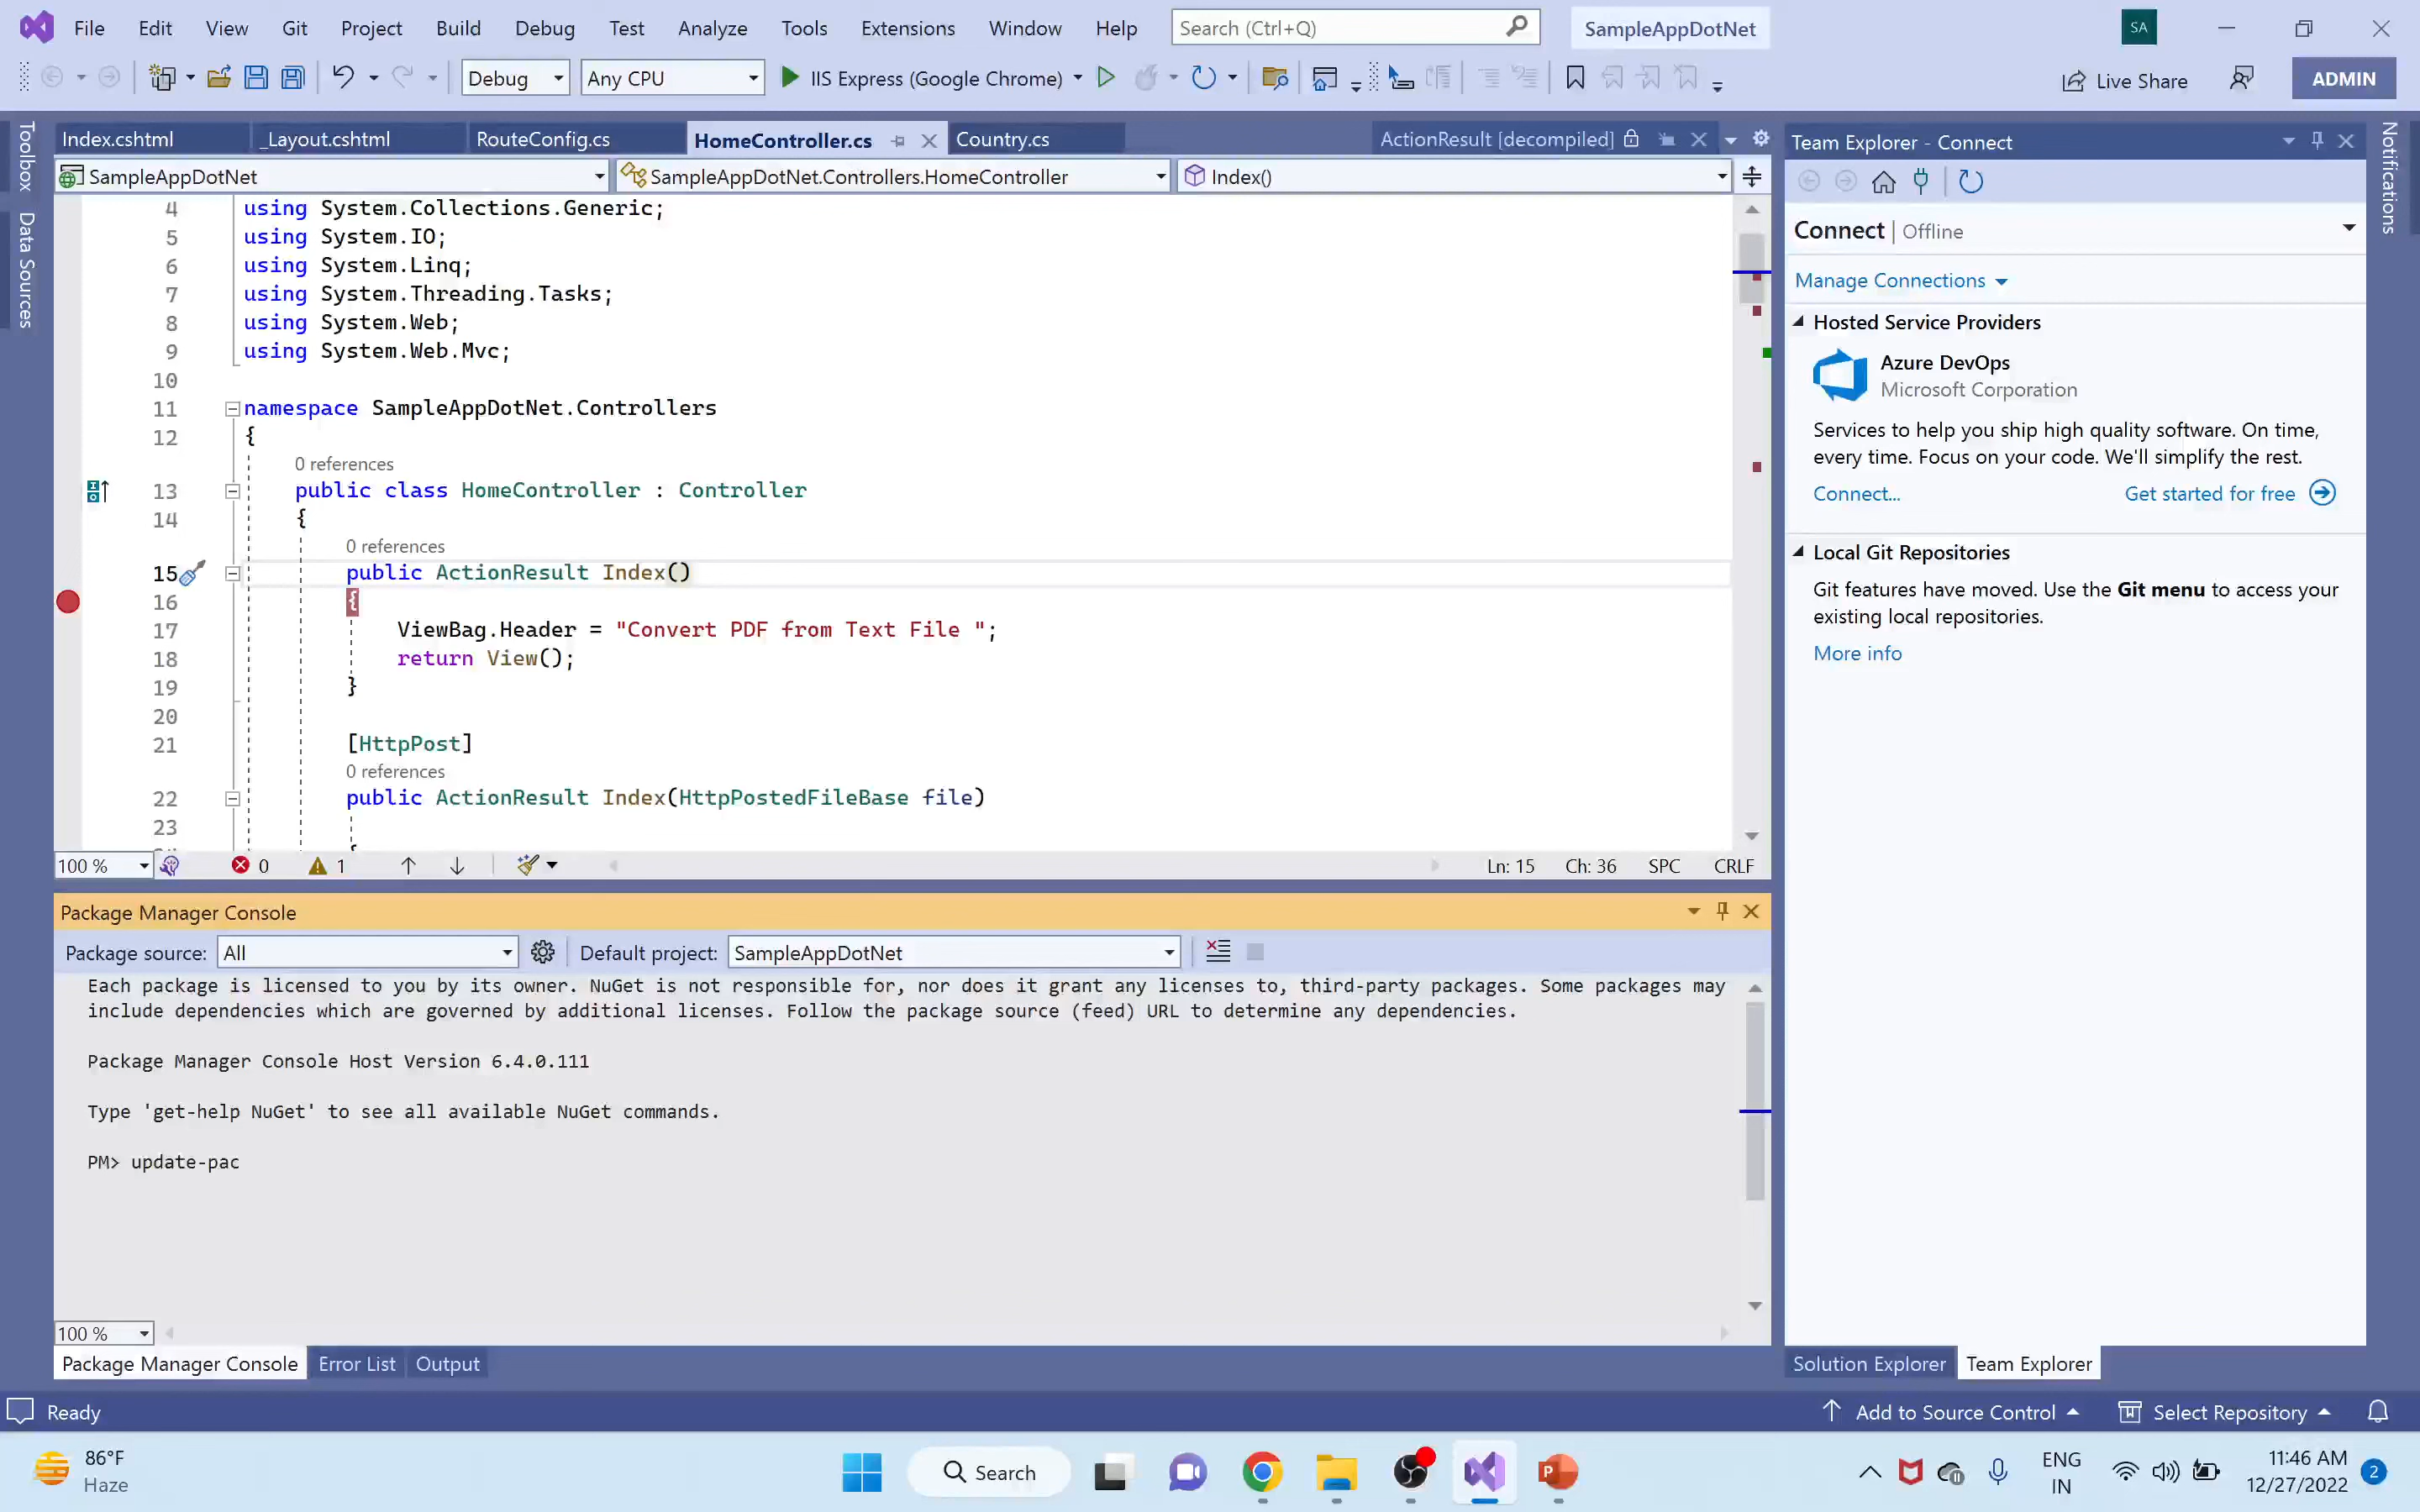 File Edit View Git Project Build Debug Test Analyze Tools Extensions Window Help Search (Ctrl+Q) SampleAppDotNet SA
Debug Any CPU IIS Express (Google Chrome) Live Share ADMIN
Toolbox
Data Sources
Index.cshtml _Layout.cshtml RouteConfig.cs HomeController.cs Country.cs ActionResult [decompiled]
SampleAppDotNet SampleAppDotNet.Controllers.HomeController Index()
4 using System.Collections.Generic;
5 using System.IO;
6 using System.Linq;
7 using System.Threading.Tasks;
8 using System.Web;
9 using System.Web.Mvc;
10
11 namespace SampleAppDotNet.Controllers
12 {
0 references
13 public class HomeController : Controller
14 {
0 references
15 public ActionResult Index()
16 {
17 ViewBag.Header = "Convert PDF from Text File ";
18 return View();
19 }
20
21 [HttpPost]
0 references
22 public ActionResult Index(HttpPostedFileBase file)
23
100 % 0 1 Ln: 15 Ch: 36 SPC CRLF
Package Manager Console
Package source: All Default project: SampleAppDotNet
Each package is licensed to you by its owner. NuGet is not responsible for, nor does it grant any licenses to, third-party packages. Some packages may
include dependencies which are governed by additional licenses. Follow the package source (feed) URL to determine any dependencies.
Package Manager Console Host Version 6.4.0.111
Type 'get-help NuGet' to see all available NuGet commands.
PM> update-pac
100 %
Package Manager Console Error List Output
Team Explorer - Connect
Connect | Offline
Manage Connections
Hosted Service Providers
Azure DevOps
Microsoft Corporation
Services to help you ship high quality software. On time,
every time. Focus on your code. We'll simplify the rest.
Connect... Get started for free
Local Git Repositories
Git features have moved. Use the Git menu to access your
existing local repositories.
More info
Solution Explorer Team Explorer
Notifications
Ready Add to Source Control Select Repository
86°F
Haze
Search
ENG
IN
11:46 AM
12/27/2022
2